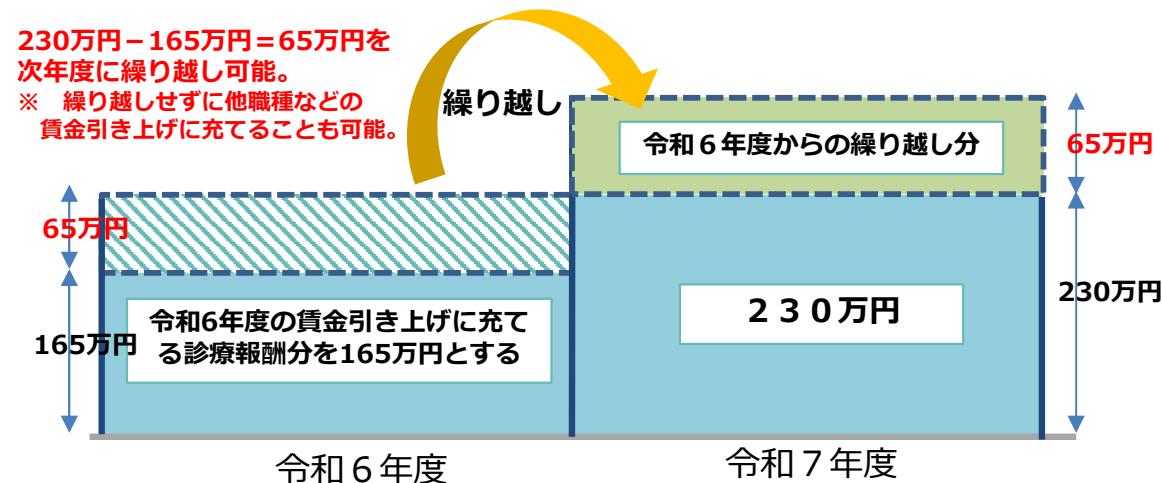 230万円－165万円＝65万円を
次年度に繰り越し可能。
※　繰り越しせずに他職種などの
賃金引き上げに充てることも可能。
繰り越し
令和６年度からの繰り越し分
65万円
65万円
165万円
令和6年度の賃金引き上げに充て
る診療報酬分を165万円とする
２３０万円
230万円
令和６年度
令和７年度